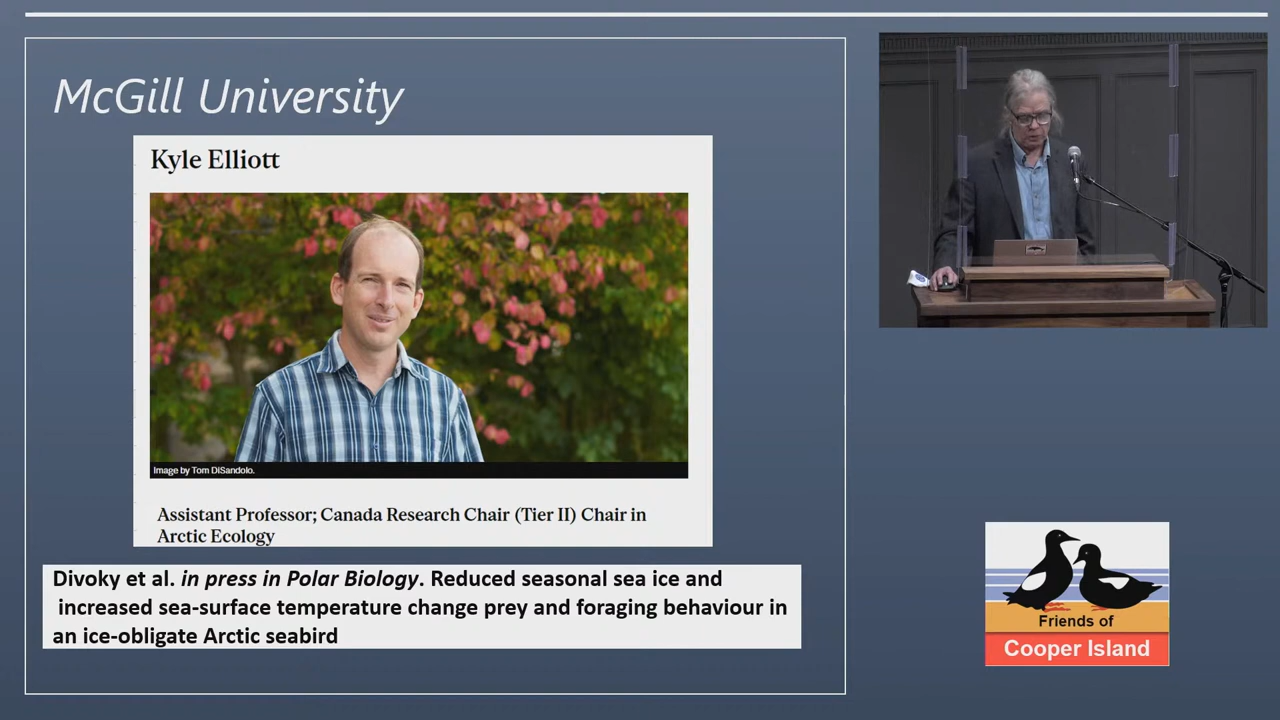 McGill University
Kyle Elliott
Image by Tom DiSandolo.
Assistant Professor; Canada Research Chair (Tier II) Chair in
Arctic Ecology
Divoky et al. in press in Polar Biology. Reduced seasonal sea ice and
increased sea-surface temperature change prey and foraging behaviour in
an ice-obligate Arctic seabird
Friends of
Cooper Island